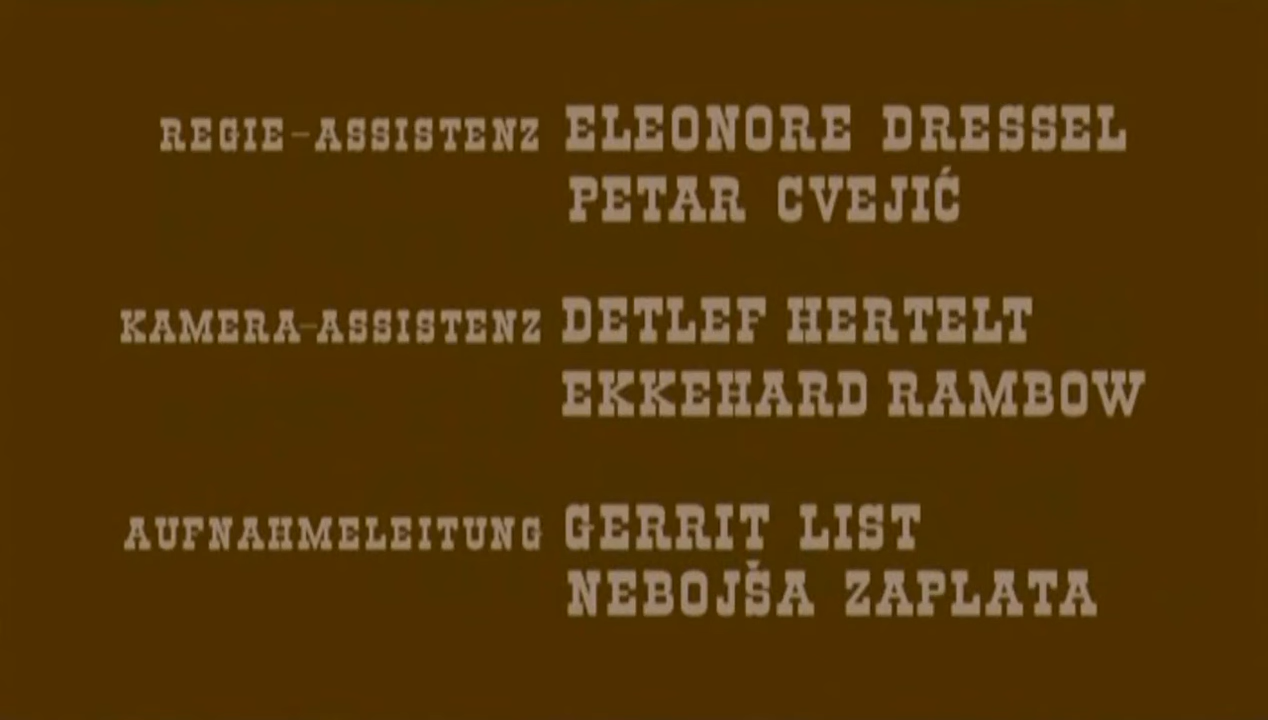 REGIE-ASSISTENZ ELEONORE DRESSEL
PETAR CVEJIĆ
KAMERA-ASSISTENZ DETLEF HERTELT
EKKEHARD RAMBOW
AUFNAHMELEITUNG GERRIT LIST
NEBOJŠA ZAPLATA